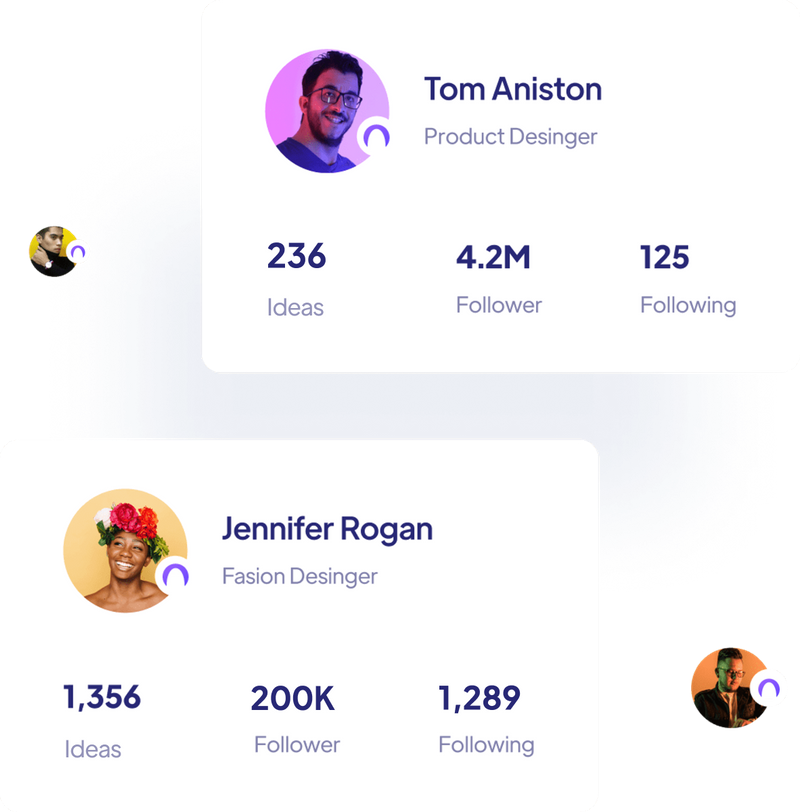 Tom Aniston
Product Desinger
236 4.2M 125
Ideas Follower Following
Jennifer Rogan
Fasion Desinger
1,356 200K 1,289
Ideas Follower Following